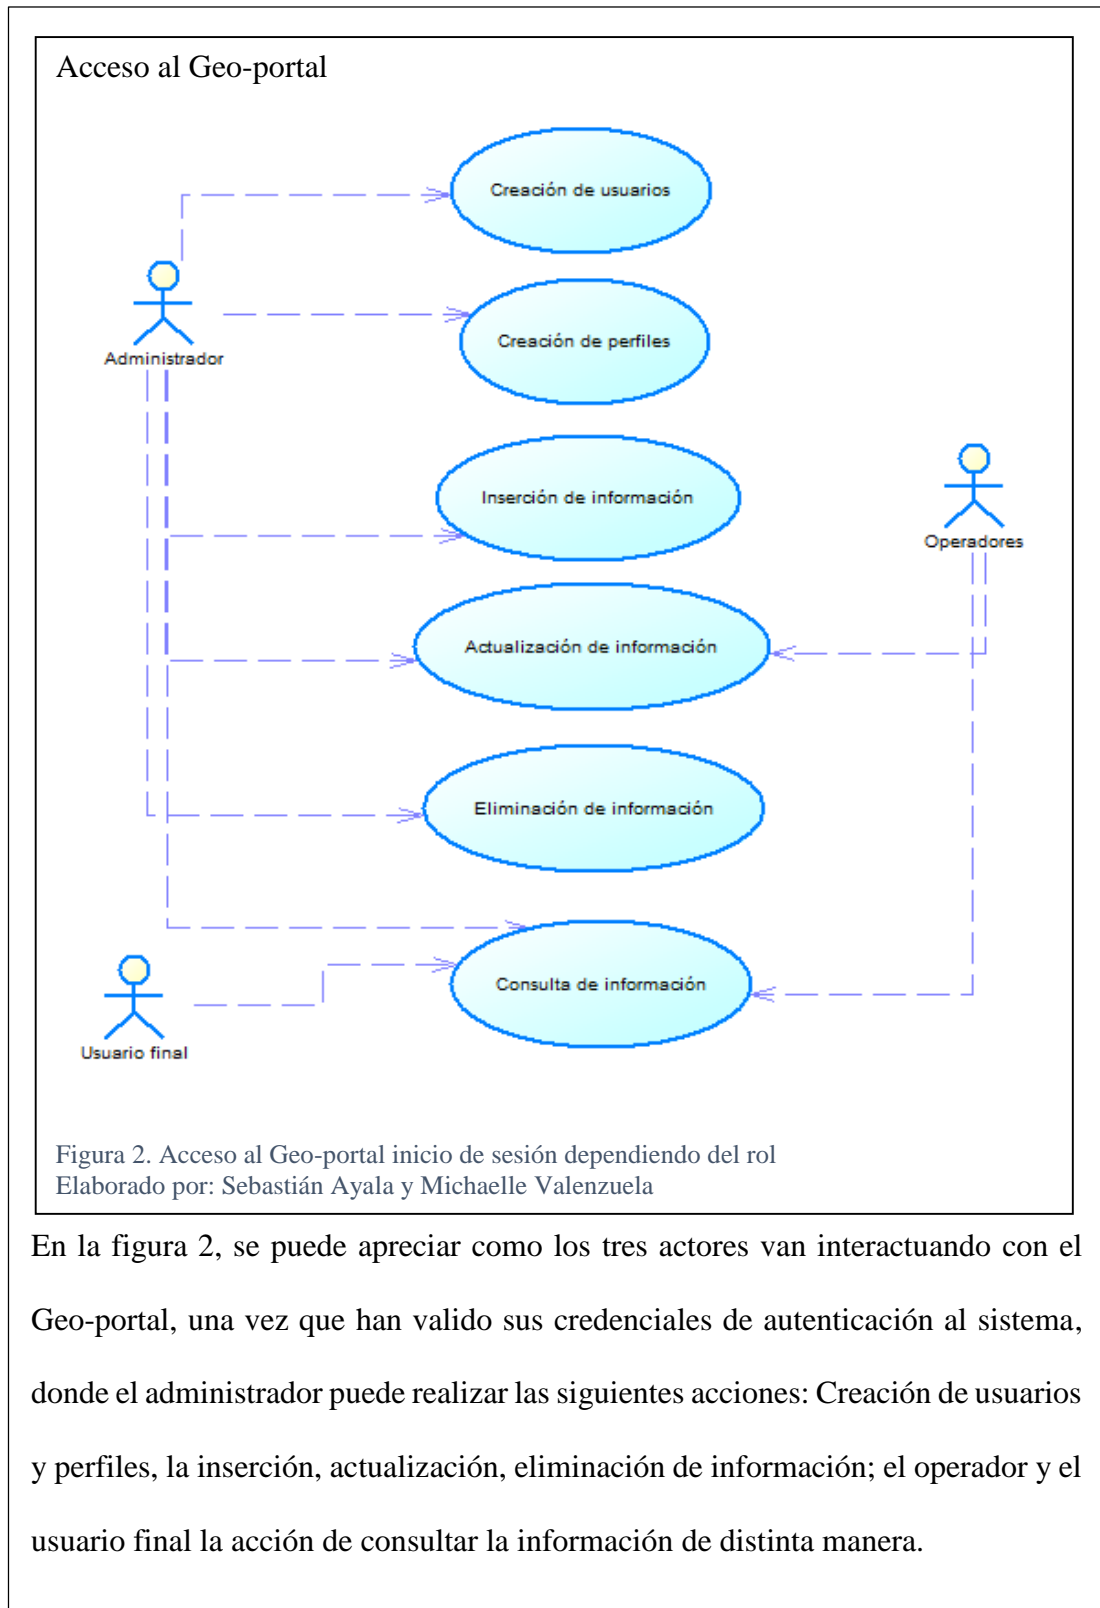 Acceso al Geo-portal
Creación de usuarios
Creación de perfiles
Administrador
Inserción de información
Operadores
Actualización de información
Eliminación de información
Consulta de información
Usuario final
Figura 2. Acceso al Geo-portal inicio de sesión dependiendo del rol
Elaborado por: Sebastián Ayala y Michaelle Valenzuela
En la figura 2, se puede apreciar como los tres actores van interactuando con el
Geo-portal, una vez que han valido sus credenciales de autenticación al sistema,
donde el administrador puede realizar las siguientes acciones: Creación de usuarios
y perfiles, la inserción, actualización, eliminación de información; el operador y el
usuario final la acción de consultar la información de distinta manera.